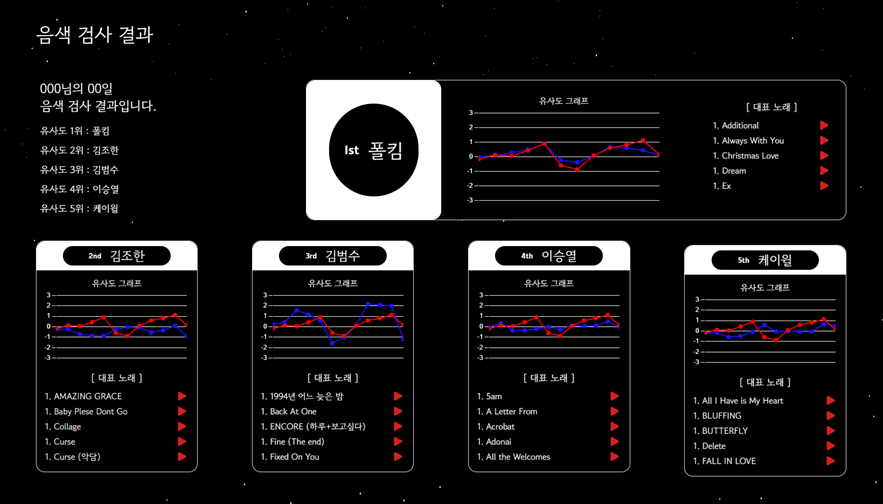 음색 검사 결과
000님의 00일
음색 검사 결과입니다.
유사도 1위 : 폴킴
유사도 2위 : 김조한
유사도 3위 : 김범수
유사도 4위 : 이승열
유사도 5위 : 케이윌
1st 폴킴
유사도 그래프
3
2
1
0
-1
-2
-3
[ 대표 노래 ]
1. Additional
1. Always With You
1. Christmas Love
1. Dream
1. Ex
2nd 김조한
유사도 그래프
3
2
1
0
-1
-2
-3
[ 대표 노래 ]
1. AMAZING GRACE
1. Baby Plese Dont Go
1. Collage
1. Curse
1. Curse (악담)
3rd 김범수
유사도 그래프
3
2
1
0
-1
-2
-3
[ 대표 노래 ]
1. 1994년 어느 늦은 밤
1. Back At One
1. ENCORE (하루+보고싶다)
1. Fine (The end)
1. Fixed On You
4th 이승열
유사도 그래프
3
2
1
0
-1
-2
-3
[ 대표 노래 ]
1. 5am
1. A Letter From
1. Acrobat
1. Adonai
1. All the Welcomes
5th 케이윌
유사도 그래프
3
2
1
0
-1
-2
-3
[ 대표 노래 ]
1. All I Have is My Heart
1. BLUFFING
1. BUTTERFLY
1. Delete
1. FALL IN LOVE